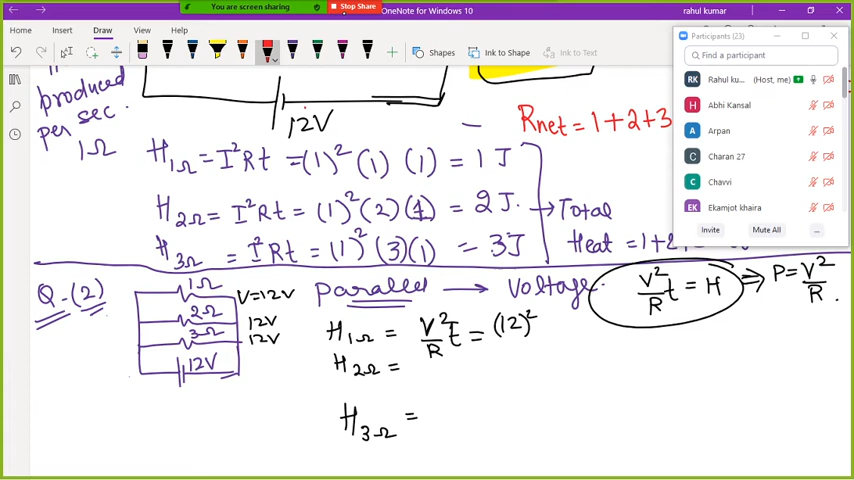 You are screen sharing
Stop Share
OneNote for Windows 10
rahul kumar
Home
Insert
Draw
View
Help
Shapes
Ink to Shape
Ink to Text
Participants (23)
Find a participant
RK Rahul ku... (Host, me)
Abhi Kansal
Arpan
Charan 27
Chavvi
EK Ekamjot khaira
Invite
Mute All
...
produced
per sec.
1Ω
12V
Rnet = 1+2+3
H1Ω = I²Rt = (1)² (1) (1) = 1 J
H2Ω = I²Rt = (1)² (2) (1) = 2 J. → Total
H3Ω = I²Rt = (1)² (3) (1) = 3 J Heat = 1+2+
Q-(2)
1Ω
V=12V
2Ω
12V
3Ω
12V
12V
Parallel → Voltage.
V²/R t = H ⇒ P = V²/R.
H1Ω = V²/R t = (12)²
H2Ω =
H3Ω =